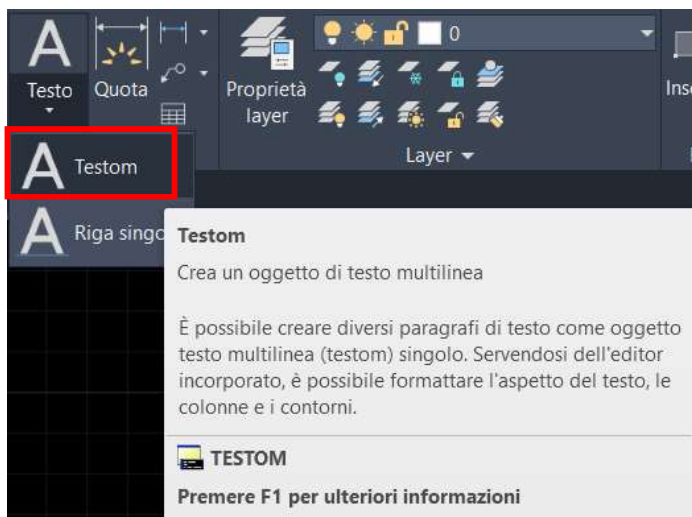 0
Testo
Quota
Proprietà
layer
Layer
Testom
Riga singo
Testom
Crea un oggetto di testo multilinea
È possibile creare diversi paragrafi di testo come oggetto
testo multilinea (testom) singolo. Servendosi dell'editor
incorporato, è possibile formattare l'aspetto del testo, le
colonne e i contorni.
TESTOM
Premere F1 per ulteriori informazioni